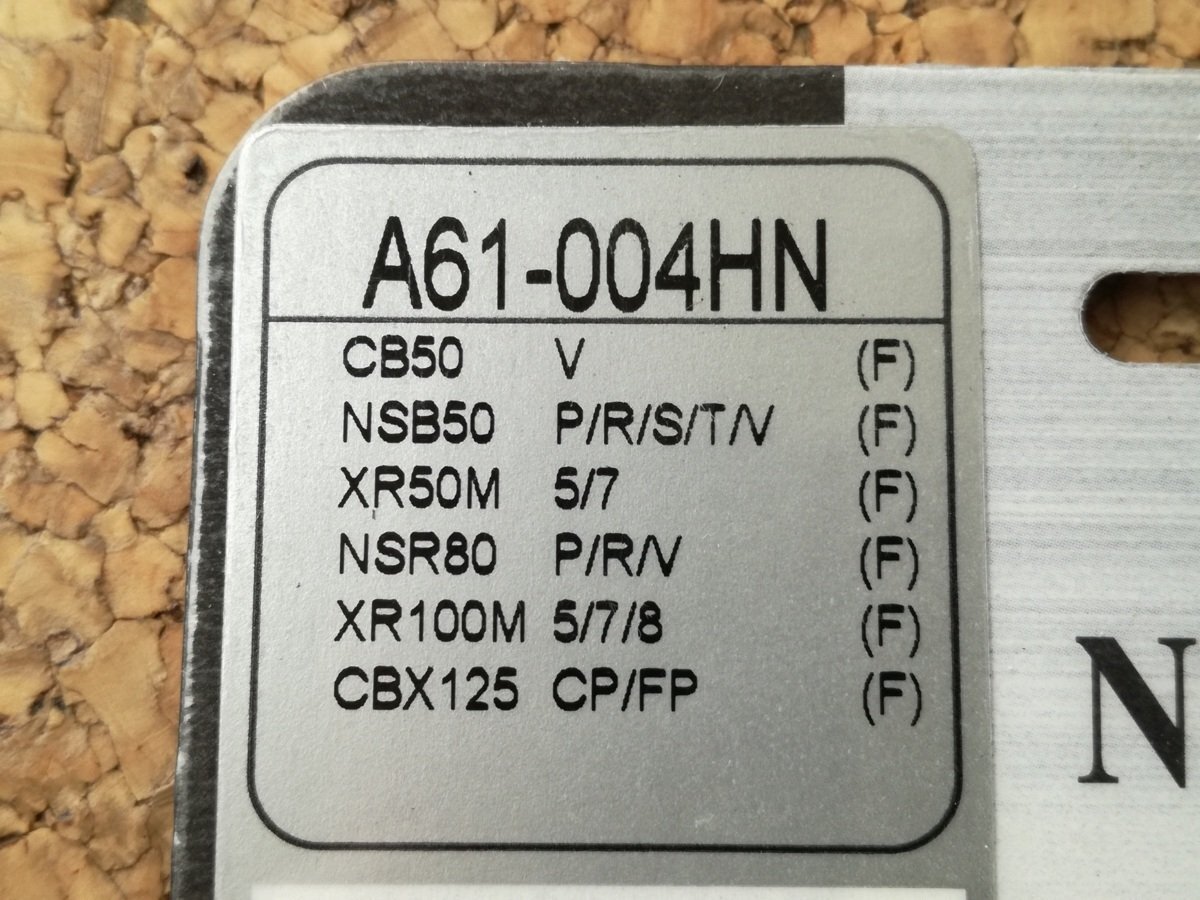 A61-004HN
CB50 V (F)
NSB50 P/R/S/T/V (F)
XR50M 5/7 (F)
NSR80 P/R/V (F)
XR100M 5/7/8 (F)
CBX125 CP/FP (F)
N